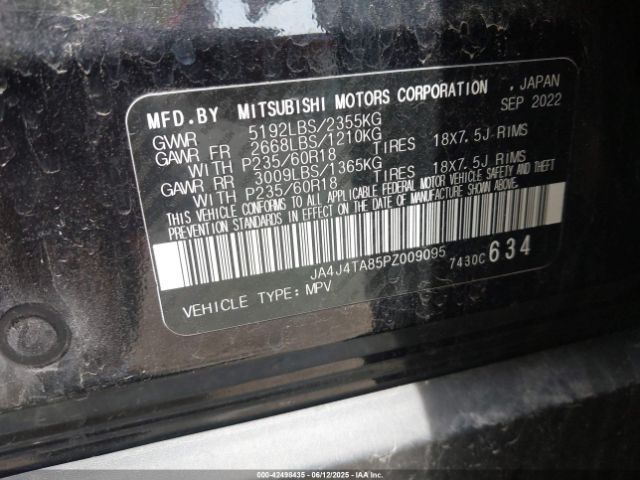 MFD.BY MITSUBISHI MOTORS CORPORATION , JAPAN
SEP 2022
GVWR 5192LBS/2355KG
GAWR FR 2668LBS/1210KG
WITH P235/60R18 TIRES 18X7.5J RIMS
GAWR RR 3009LBS/1365KG
WITH P235/60R18 TIRES 18X7.5J RIMS
THIS VEHICLE CONFORMS TO ALL APPLICABLE FEDERAL MOTOR VEHICLE SAFETY AND THEFT
PREVENTION STANDARDS IN EFFECT ON THE DATE OF MANUFACTURE SHOWN ABOVE.
JA4J4TA85PZ009095 7430C 634
VEHICLE TYPE: MPV
000-42498435 - 06/12/2025 - IAA Inc.